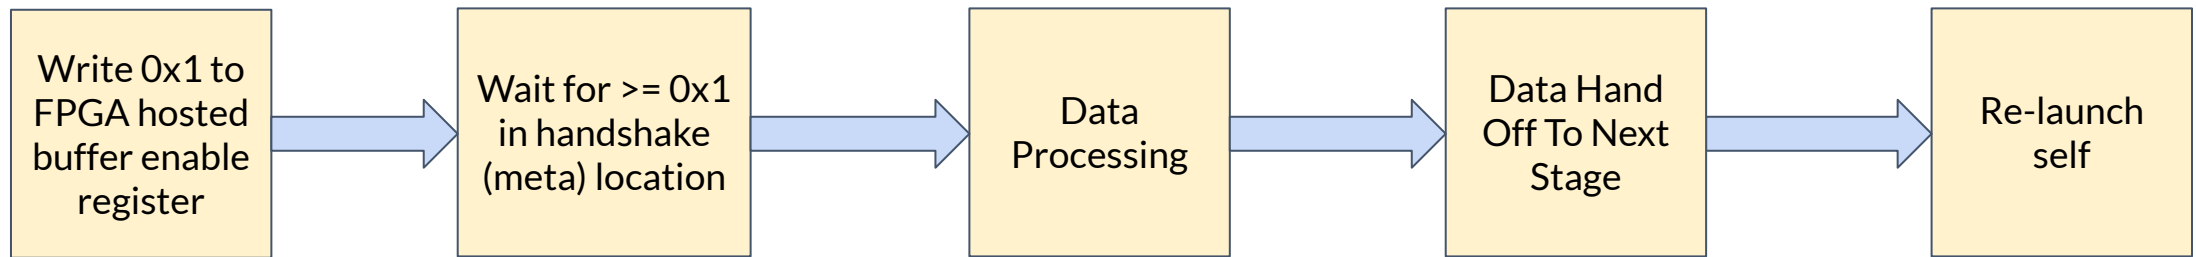 Write 0x1 to
FPGA hosted
buffer enable
register
Wait for >= 0x1
in handshake
(meta) location
Data
Processing
Data Hand
Off To Next
Stage
Re-launch
self